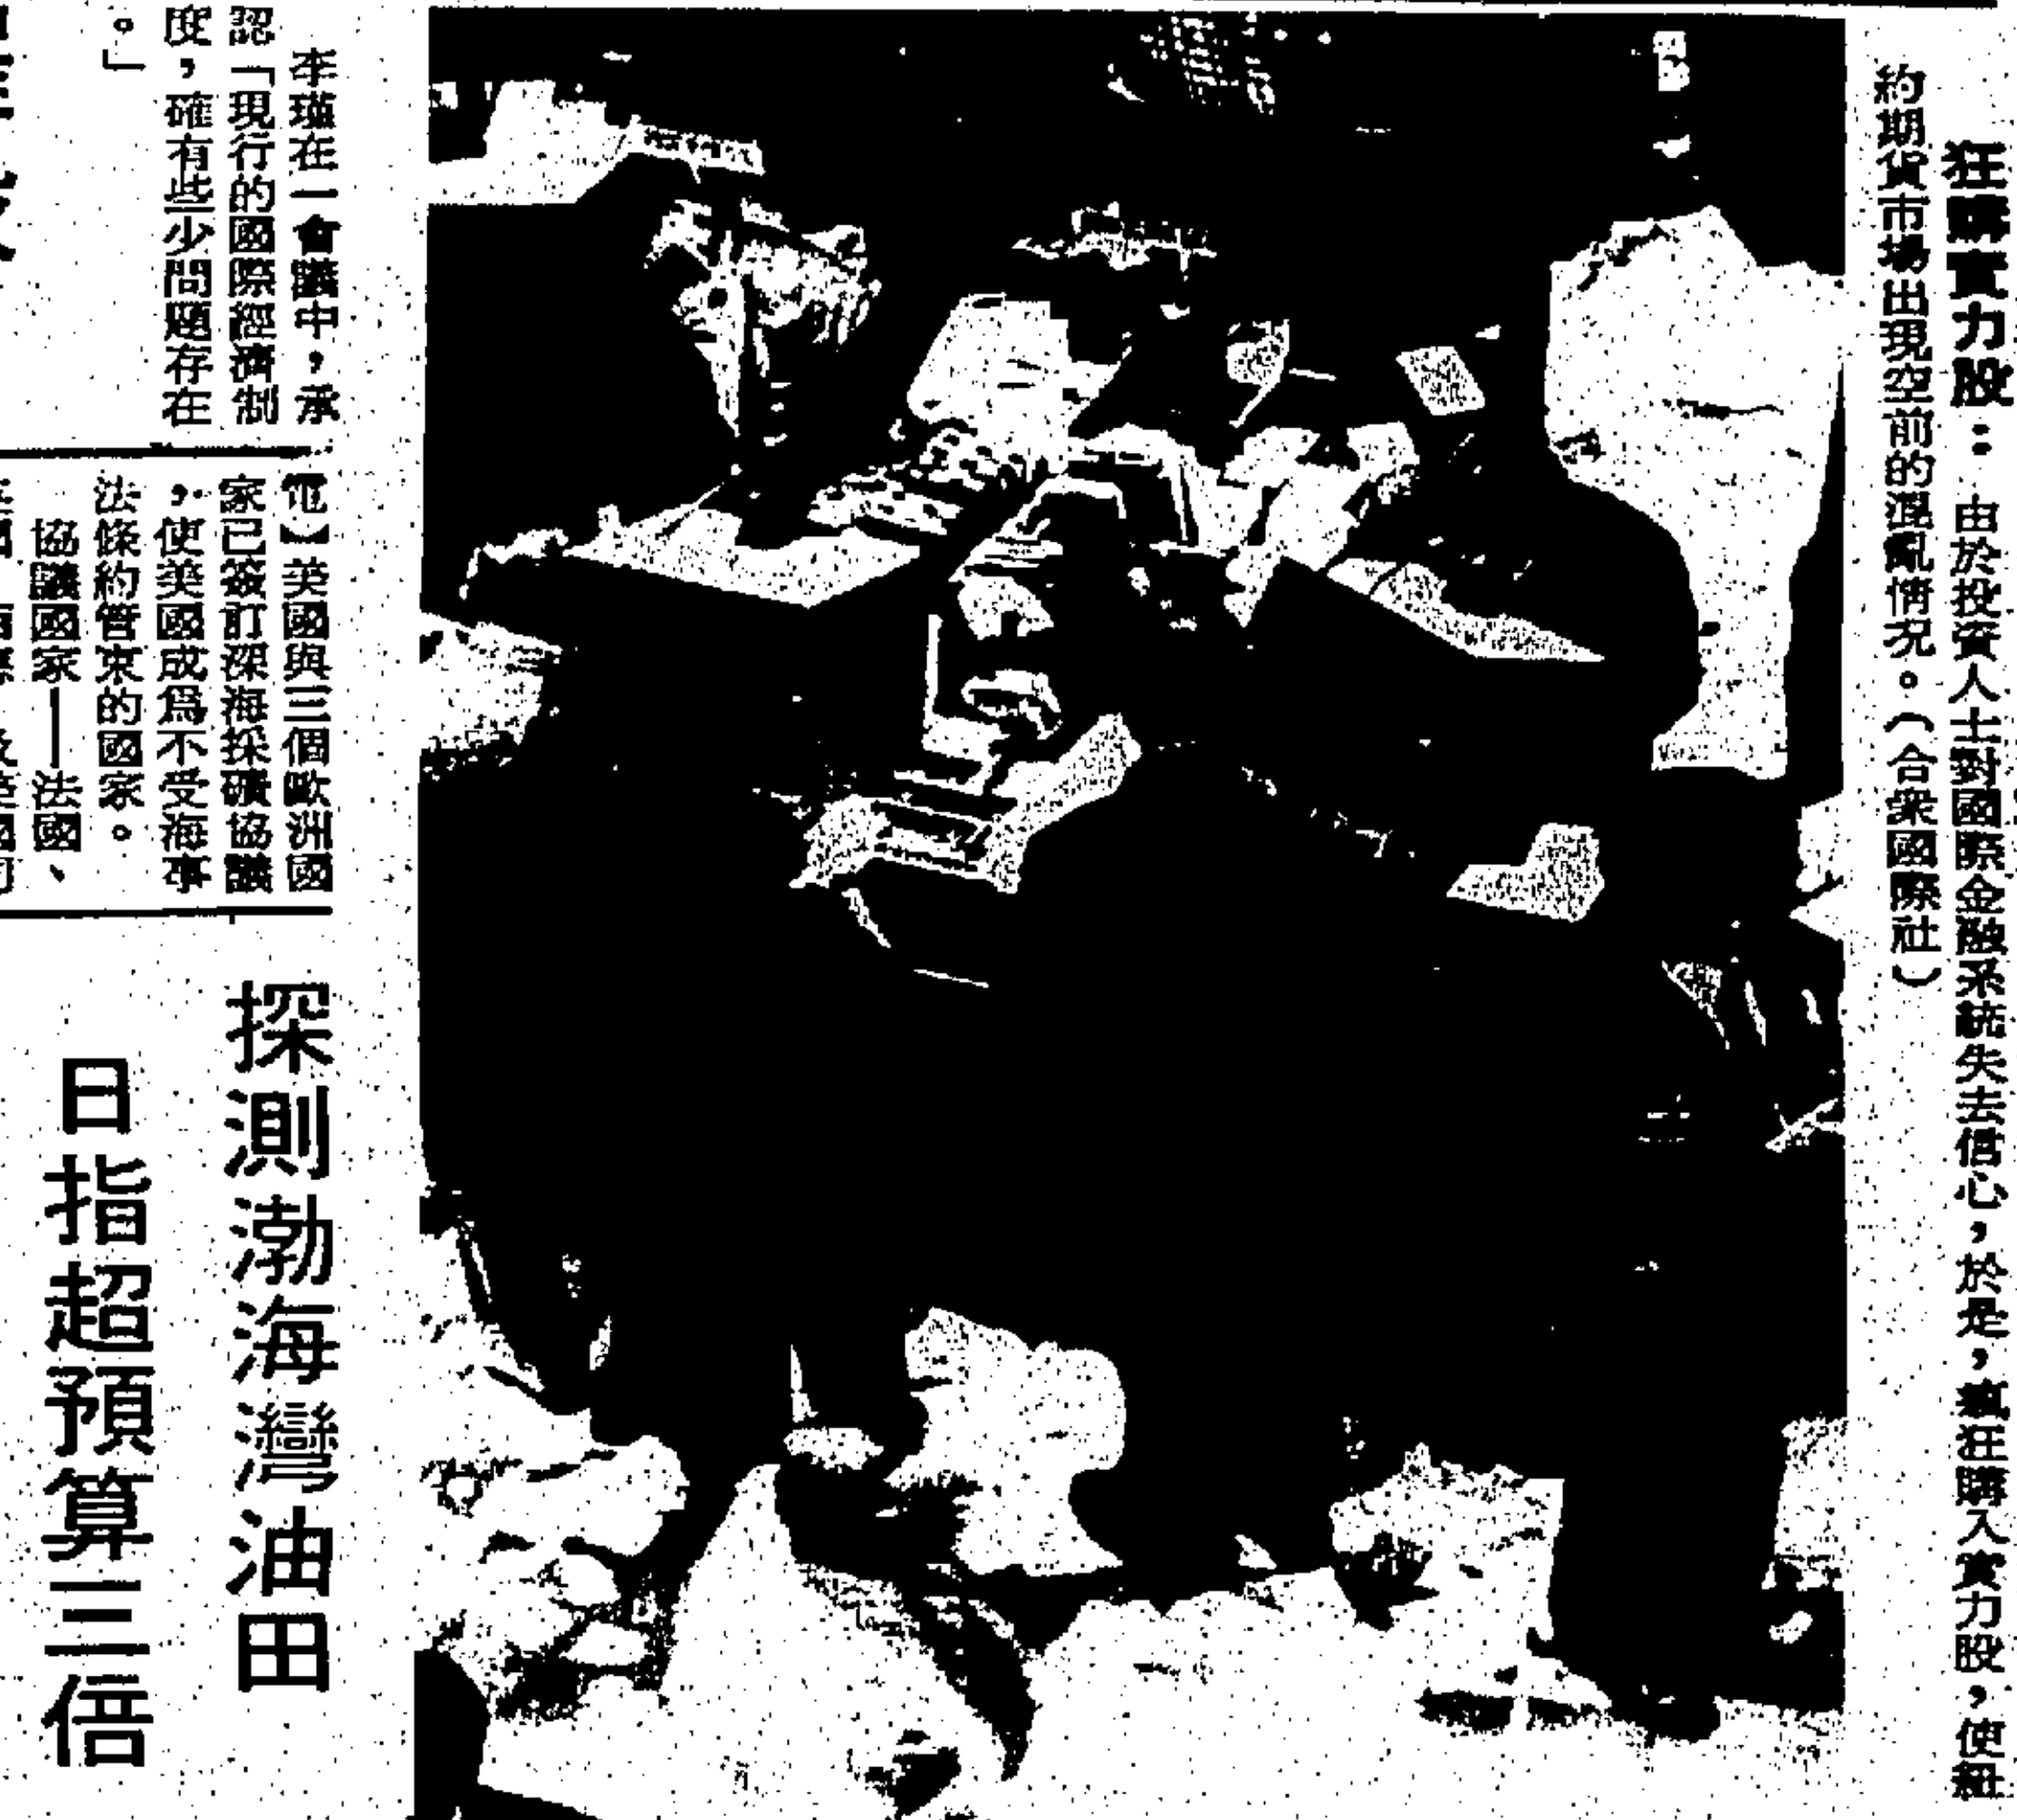 狂購實力股：由於投資人士對國際金融系統失去信心，於是，瘋狂購入實力股，使紐
約期貨市場出現空前的混亂情況。（合衆國際社）
李瑞在一會議中，承
認「現行的國際經濟制
度，確有些少問題存在
。」
電】美國與三個歐洲國
家已簽訂深海採礦協議
，使美國成爲不受海事
法條約管束的國家。
協議國家——法國、
探測渤海灣油田
日指超預算三倍